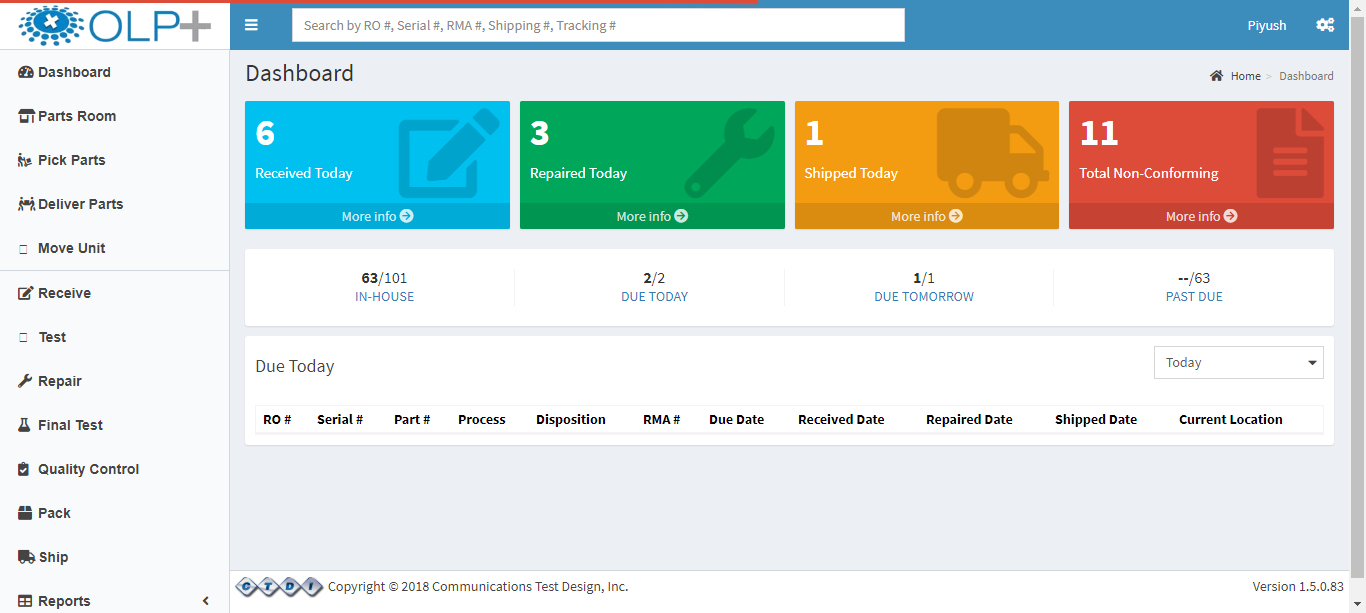 OLP+
Search by RO #, Serial #, RMA #, Shipping #, Tracking #
Piyush
Dashboard
Parts Room
Pick Parts
Deliver Parts
Move Unit
Receive
Test
Repair
Final Test
Quality Control
Pack
Ship
Reports
Dashboard
Home > Dashboard
6
Received Today
More info
3
Repaired Today
More info
1
Shipped Today
More info
11
Total Non-Conforming
More info
63/101
IN-HOUSE
2/2
DUE TODAY
1/1
DUE TOMORROW
--/63
PAST DUE
Due Today
Today
RO # Serial # Part # Process Disposition RMA # Due Date Received Date Repaired Date Shipped Date Current Location
CTDI Copyright © 2018 Communications Test Design, Inc.
Version 1.5.0.83